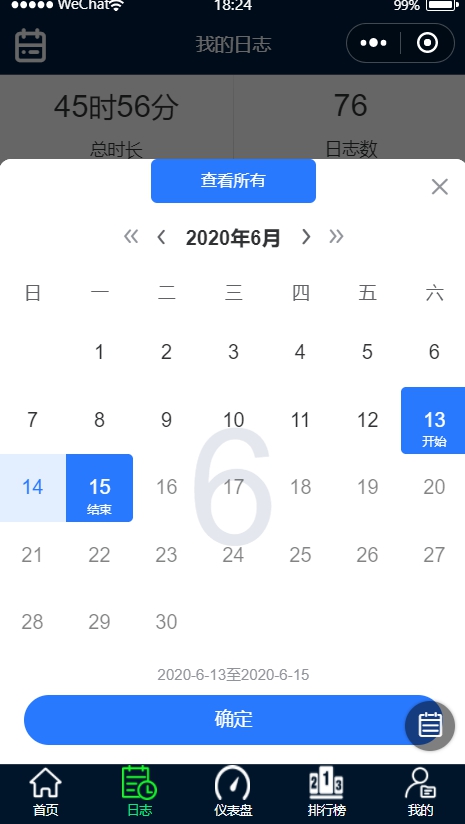 WeChat 18:24 99%
我的日志
45时56分 76
总时长 日志数
查看所有
2020年6月
日 一 二 三 四 五 六
1 2 3 4 5 6
7 8 9 10 11 12 13
开始
14 15 16 17 18 19 20
结束
6
21 22 23 24 25 26 27
28 29 30
2020-6-13至2020-6-15
确定
1 2 3
首页 日志 仪表盘 排行榜 我的